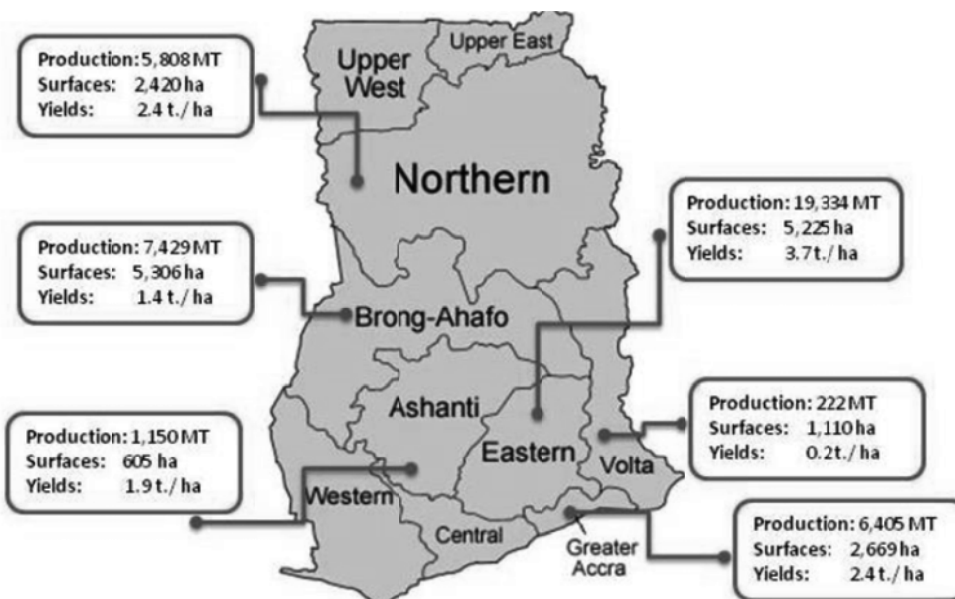 Production: 5,808 MT
Surfaces: 2,420 ha
Yields: 2.4 t./ ha
Upper East
Upper
West
Northern
Production: 19,334 MT
Surfaces: 5,225 ha
Yields: 3.7 t./ ha
Production: 7,429 MT
Surfaces: 5,306 ha
Yields: 1.4 t./ ha
Brong-Ahafo
Ashanti
Eastern
Volta
Production: 222 MT
Surfaces: 1,110 ha
Yields: 0.2t./ ha
Production: 1,150 MT
Surfaces: 605 ha
Yields: 1.9 t./ ha
Western
Central
Greater
Accra
Production: 6,405 MT
Surfaces: 2,669 ha
Yields: 2.4 t./ ha